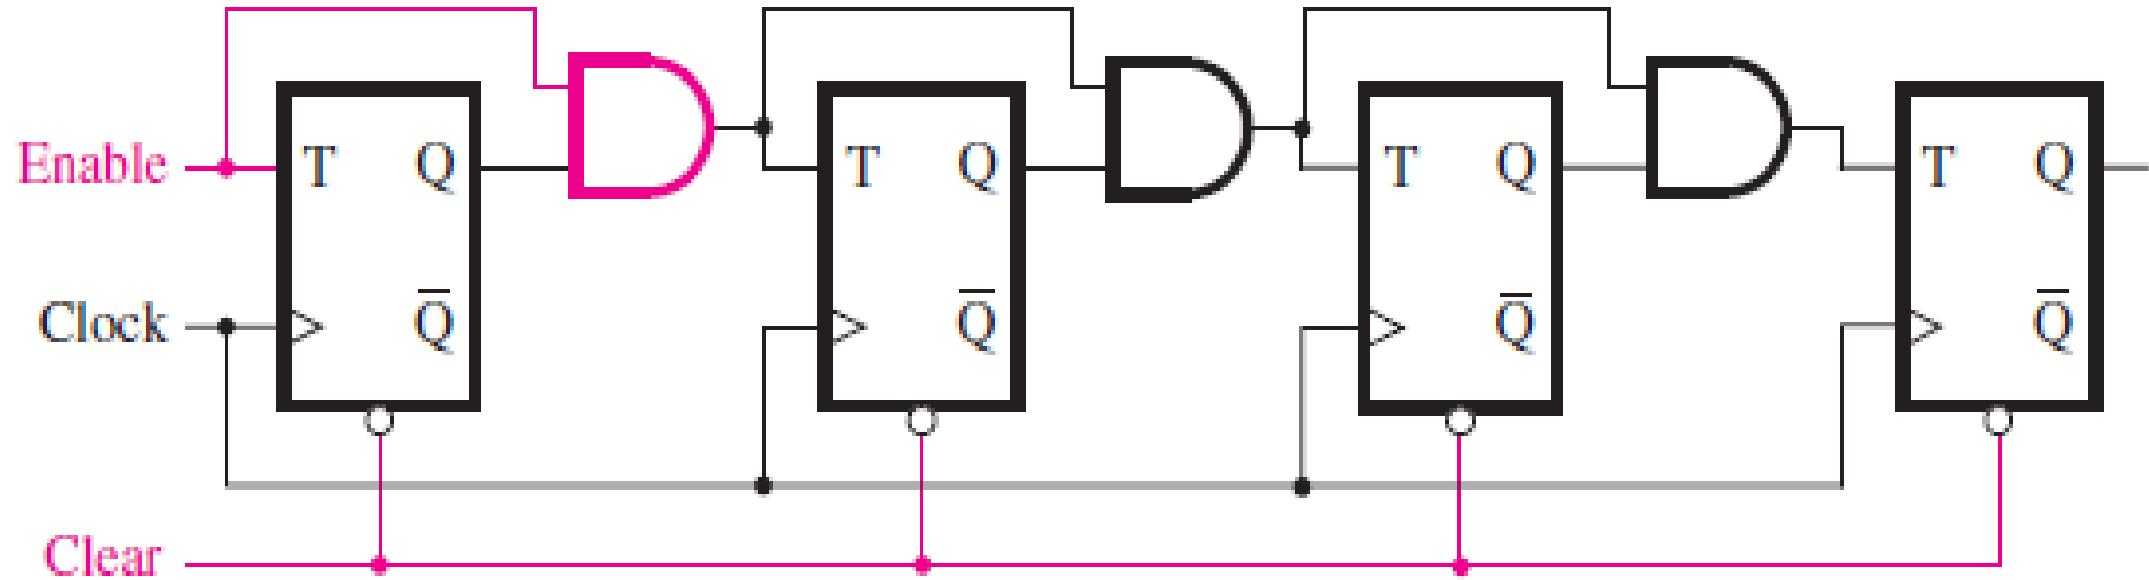 Enable T Q T Q T Q T Q
Clock Q̅ Q̅ Q̅ Q̅
Clear